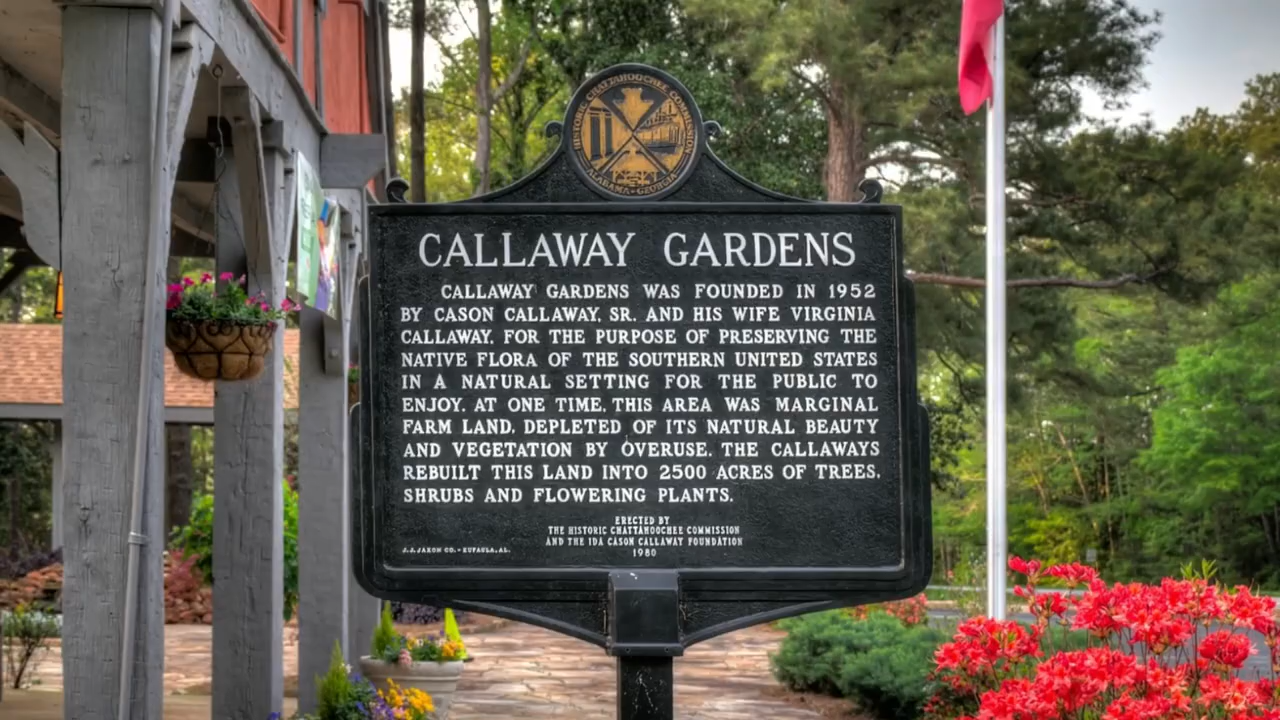 HISTORIC CHATTAHOOCHEE COMMISSION
ALABAMA - GEORGIA
CALLAWAY GARDENS
CALLAWAY GARDENS WAS FOUNDED IN 1952
BY CASON CALLAWAY, SR. AND HIS WIFE VIRGINIA
CALLAWAY, FOR THE PURPOSE OF PRESERVING THE
NATIVE FLORA OF THE SOUTHERN UNITED STATES
IN A NATURAL SETTING FOR THE PUBLIC TO
ENJOY. AT ONE TIME, THIS AREA WAS MARGINAL
FARM LAND, DEPLETED OF ITS NATURAL BEAUTY
AND VEGETATION BY OVERUSE. THE CALLAWAYS
REBUILT THIS LAND INTO 2500 ACRES OF TREES,
SHRUBS AND FLOWERING PLANTS.
ERECTED BY
THE HISTORIC CHATTAHOOCHEE COMMISSION
AND THE IDA CASON CALLAWAY FOUNDATION
1980
J.J. JAXON CO. - EUFAULA, AL.